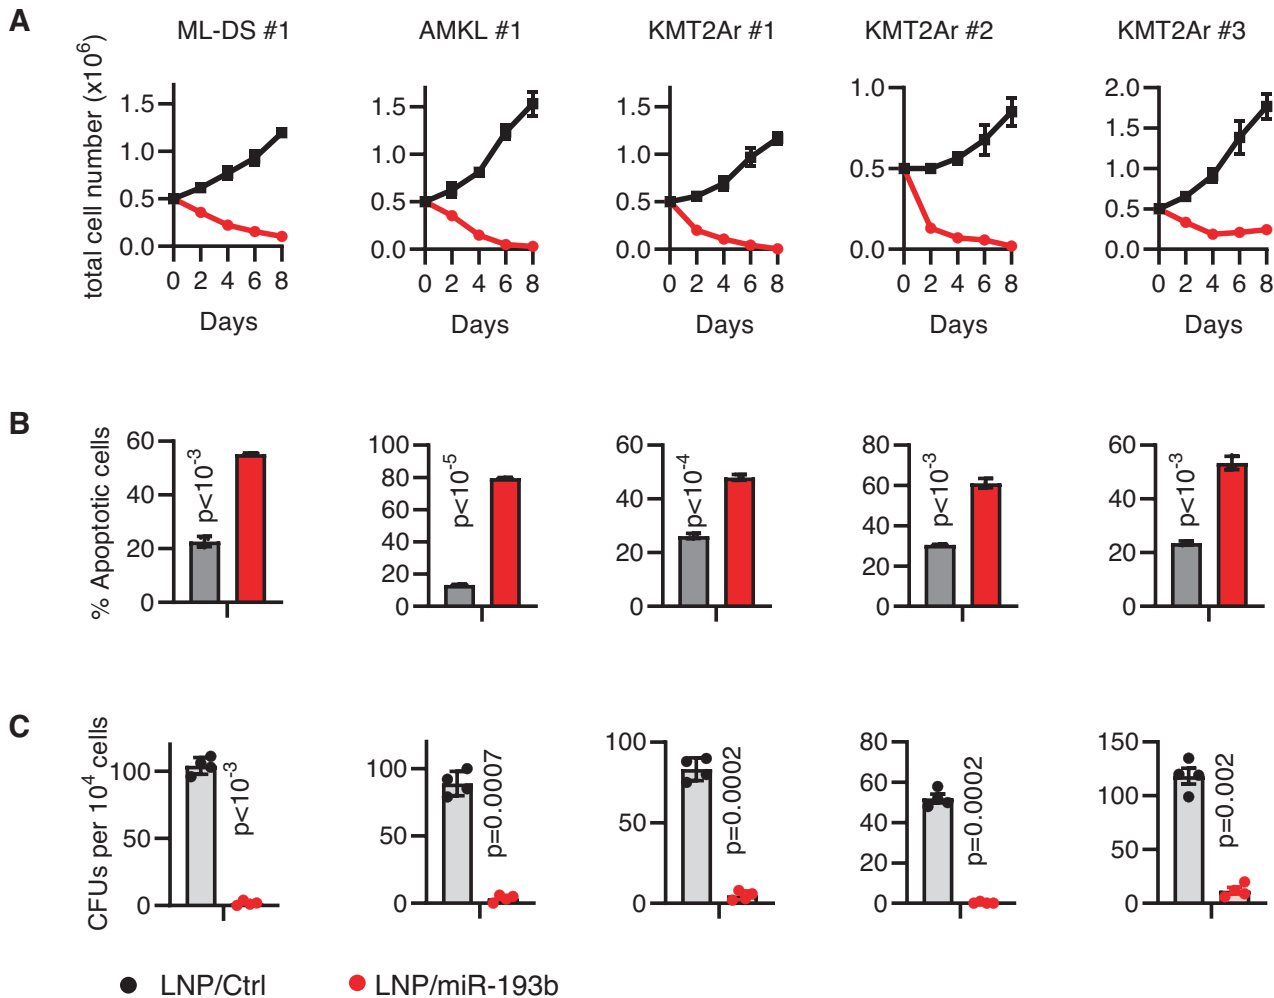 A
ML-DS #1 AMKL #1 KMT2Ar #1 KMT2Ar #2 KMT2Ar #3
total cell number (x10⁶)
1.5 1.0 0.5 0.0
0 2 4 6 8
Days
1.5 1.0 0.5 0.0
0 2 4 6 8
Days
1.5 1.0 0.5 0.0
0 2 4 6 8
Days
1.0 0.5 0.0
0 2 4 6 8
Days
2.0 1.5 1.0 0.5 0.0
0 2 4 6 8
Days
B
% Apoptotic cells
60 40 20 0
p<10⁻³
100 80 60 40 20 0
p<10⁻⁵
60 40 20 0
p<10⁻⁴
80 60 40 20 0
p<10⁻³
60 40 20 0
p<10⁻³
C
CFUs per 10⁴ cells
100 50 0
p<10⁻³
100 50 0
p=0.0007
100 50 0
p=0.0002
80 60 40 20 0
p=0.0002
150 100 50 0
p=0.002
LNP/Ctrl LNP/miR-193b